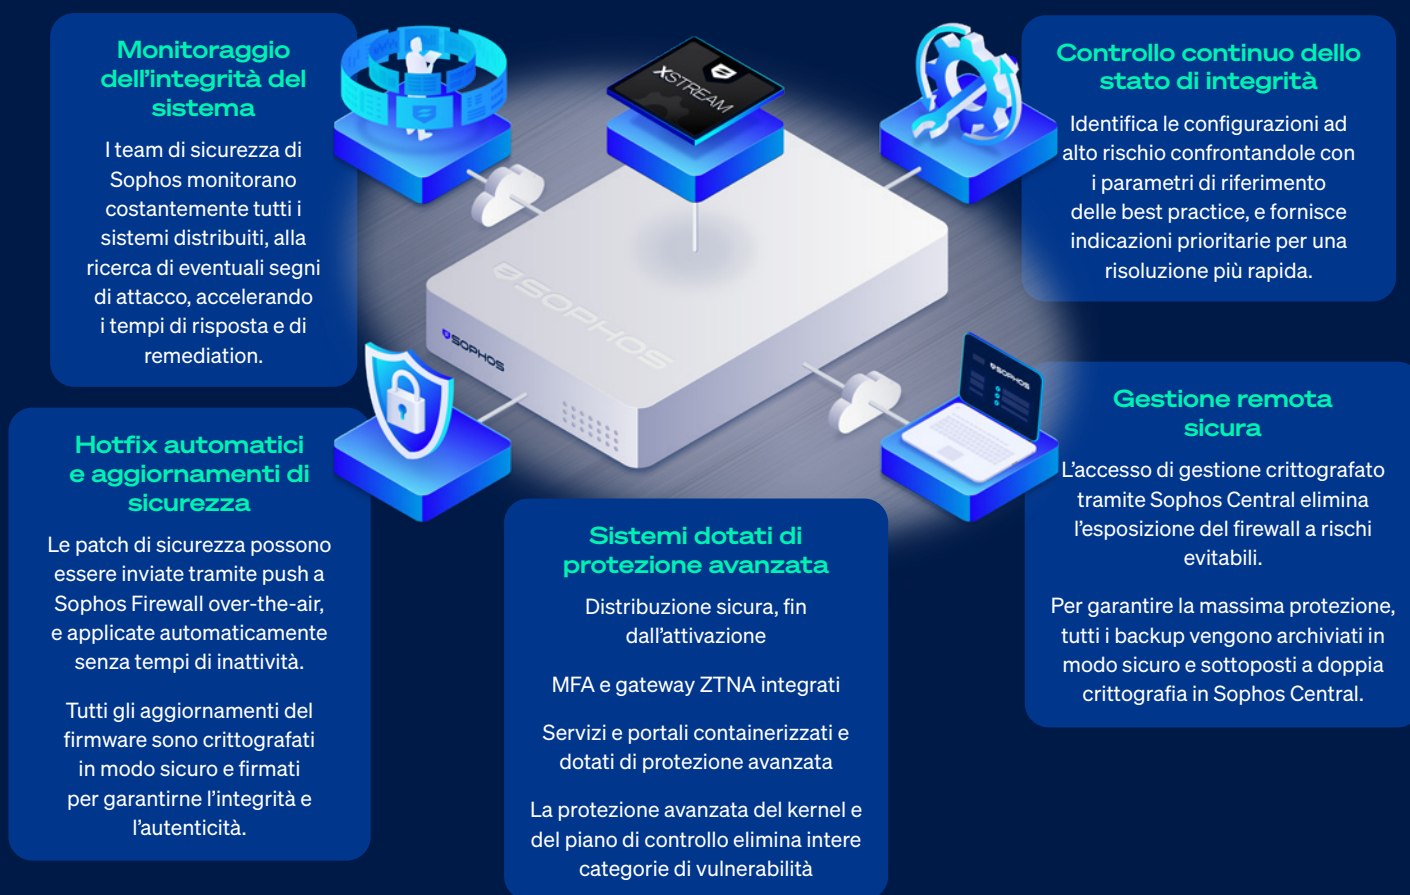 Monitoraggio
dell'integrità del
sistema
I team di sicurezza di
Sophos monitorano
costantemente tutti i
sistemi distribuiti, alla
ricerca di eventuali segni
di attacco, accelerando
i tempi di risposta e di
remediation.
XSTREAM
Controllo continuo dello
stato di integrità
Identifica le configurazioni ad
alto rischio confrontandole con
i parametri di riferimento
delle best practice, e fornisce
indicazioni prioritarie per una
risoluzione più rapida.
SOPHOS
SOPHOS
SOPHOS
Hotfix automatici
e aggiornamenti di
sicurezza
Le patch di sicurezza possono
essere inviate tramite push a
Sophos Firewall over-the-air,
e applicate automaticamente
senza tempi di inattività.
Tutti gli aggiornamenti del
firmware sono crittografati
in modo sicuro e firmati
per garantirne l'integrità e
l'autenticità.
Sistemi dotati di
protezione avanzata
Distribuzione sicura, fin
dall'attivazione
MFA e gateway ZTNA integrati
Servizi e portali containerizzati e
dotati di protezione avanzata
La protezione avanzata del kernel e
del piano di controllo elimina intere
categorie di vulnerabilità
Gestione remota
sicura
L'accesso di gestione crittografato
tramite Sophos Central elimina
l'esposizione del firewall a rischi
evitabili.
Per garantire la massima protezione,
tutti i backup vengono archiviati in
modo sicuro e sottoposti a doppia
crittografia in Sophos Central.